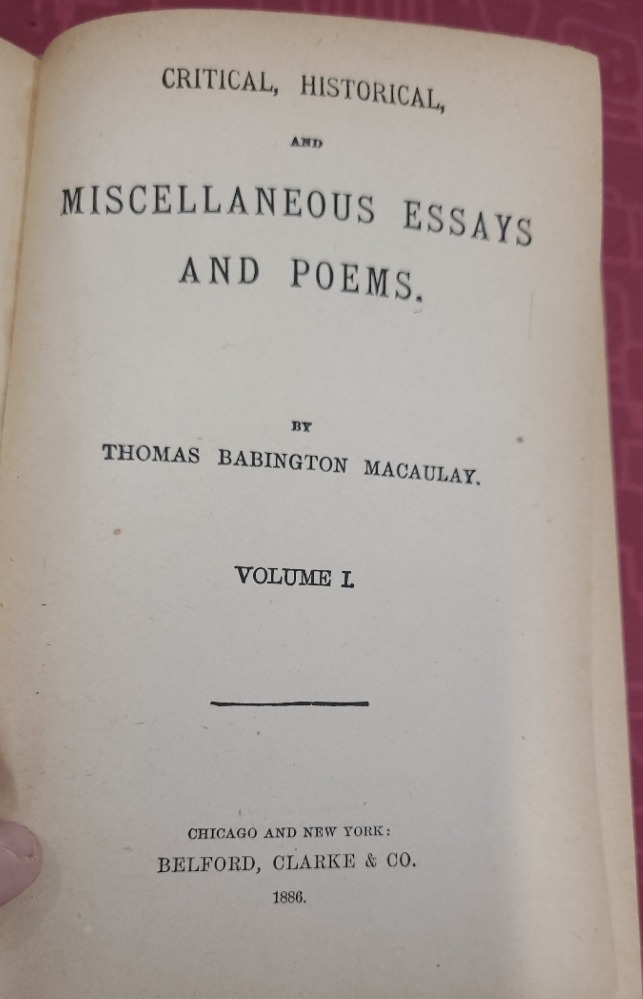 CRITICAL, HISTORICAL,
AND
MISCELLANEOUS ESSAYS
AND POEMS.
BY
THOMAS BABINGTON MACAULAY.
VOLUME I.
CHICAGO AND NEW YORK:
BELFORD, CLARKE & CO.
1886.